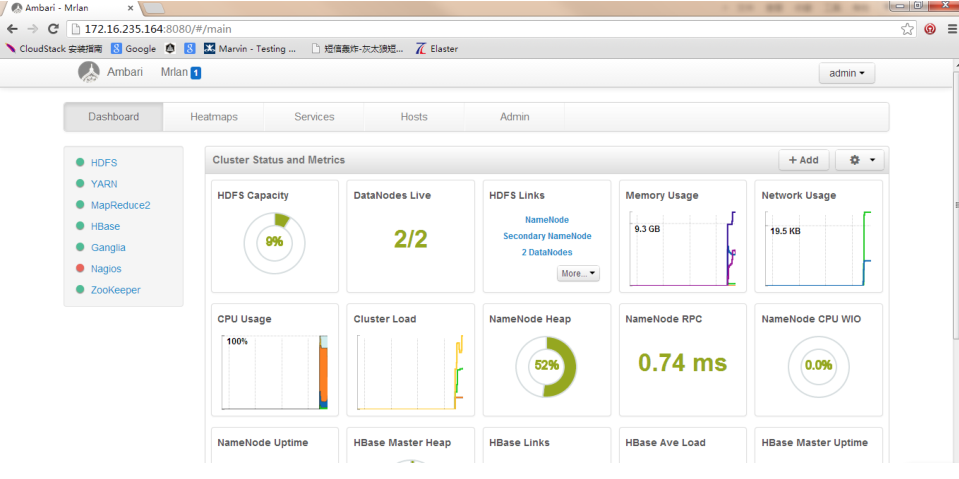 Ambari - Mrlan
172.16.235.164:8080/#/main
CloudStack 安装指南 Google Marvin - Testing ... 短信轰炸-灰太狼短... Elaster
Ambari Mrlan 1 admin
Dashboard Heatmaps Services Hosts Admin
HDFS
YARN
MapReduce2
HBase
Ganglia
Nagios
ZooKeeper
Cluster Status and Metrics + Add
HDFS Capacity DataNodes Live HDFS Links Memory Usage Network Usage
9% 2/2 NameNode 9.3 GB 19.5 KB
Secondary NameNode
2 DataNodes
More...
CPU Usage Cluster Load NameNode Heap NameNode RPC NameNode CPU WIO
100% 52% 0.74 ms 0.0%
NameNode Uptime HBase Master Heap HBase Links HBase Ave Load HBase Master Uptime